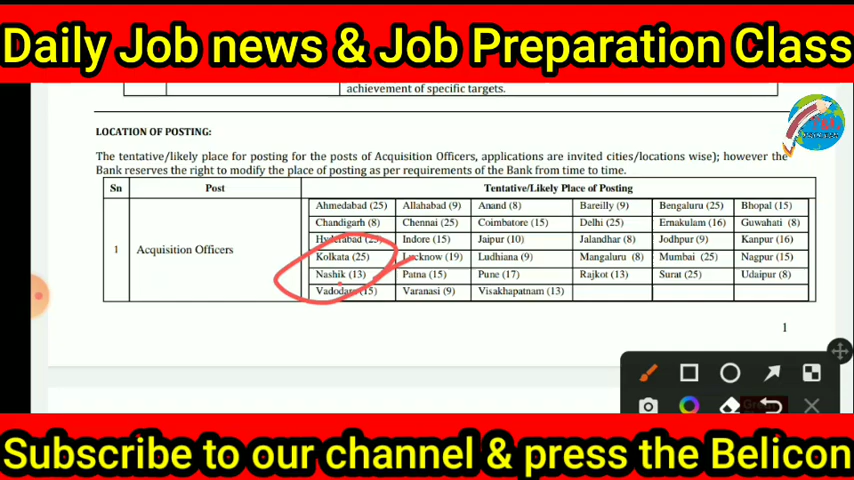 Daily Job news & Job Preparation Class
achievement of specific targets.
LOCATION OF POSTING:
The tentative/likely place for posting for the posts of Acquisition Officers, applications are invited cities/locations wise); however the
Bank reserves the right to modify the place of posting as per requirements of the Bank from time to time.
Sn Post Tentative/Likely Place of Posting
Ahmedabad (25) Allahabad (9) Anand (8) Bareilly (9) Bengaluru (25) Bhopal (15)
Chandigarh (8) Chennai (25) Coimbatore (15) Delhi (25) Ernakulam (16) Guwahati (8)
Hyderabad (25) Indore (15) Jaipur (10) Jalandhar (8) Jodhpur (9) Kanpur (16)
1 Acquisition Officers Kolkata (25) Lucknow (19) Ludhiana (9) Mangaluru (8) Mumbai (25) Nagpur (15)
Nashik (13) Patna (15) Pune (17) Rajkot (13) Surat (25) Udaipur (8)
Vadodara (15) Varanasi (9) Visakhapatnam (13)
1
Subscribe to our channel & press the Belicon